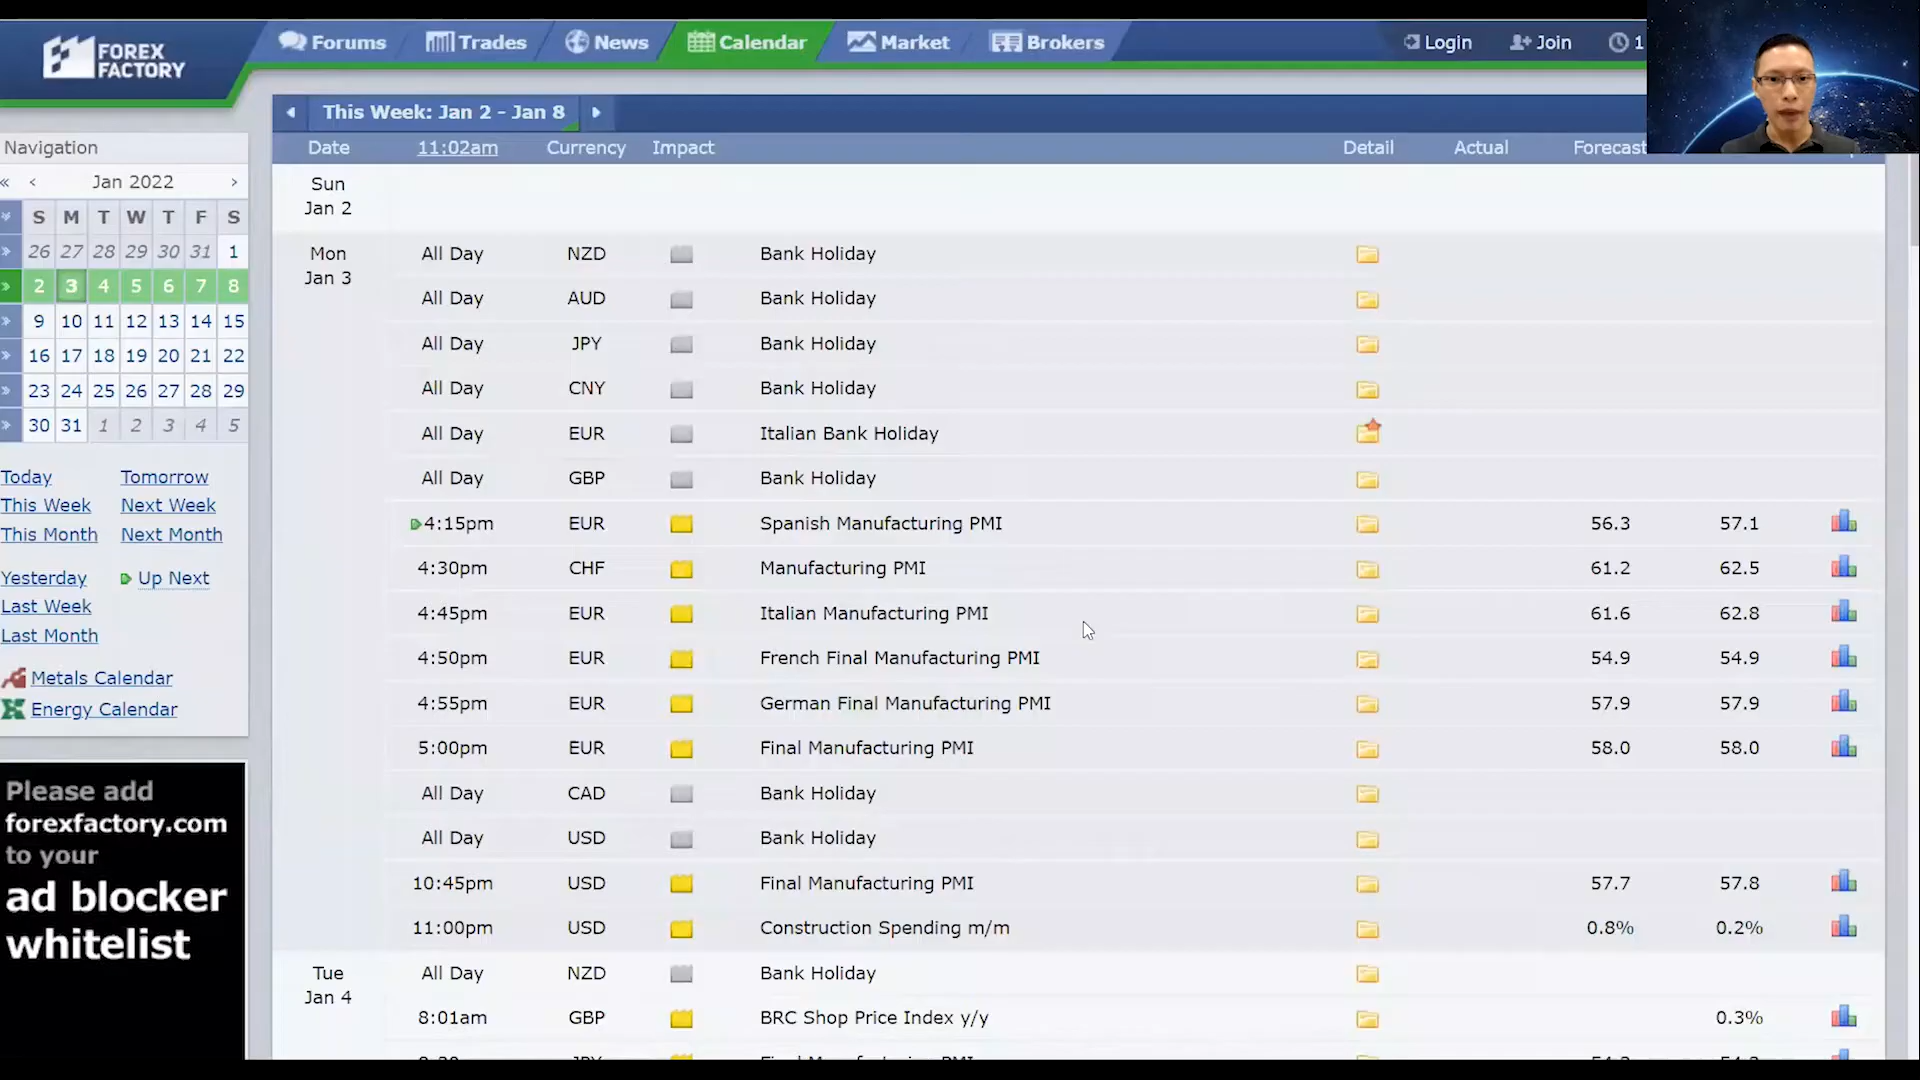 FOREX
FACTORY
Forums Trades News Calendar Market Brokers
Login Join 1
This Week: Jan 2 - Jan 8
Date 11:02am Currency Impact Detail Actual Forecast
Navigation
« ‹ Jan 2022 ›
S M T W T F S
26 27 28 29 30 31 1
2 3 4 5 6 7 8
9 10 11 12 13 14 15
16 17 18 19 20 21 22
23 24 25 26 27 28 29
30 31 1 2 3 4 5
Today Tomorrow
This Week Next Week
This Month Next Month
Yesterday Up Next
Last Week
Last Month
Metals Calendar
Energy Calendar
Please add
forexfactory.com
to your
ad blocker
whitelist
Sun
Jan 2
Mon
Jan 3
All Day NZD Bank Holiday
All Day AUD Bank Holiday
All Day JPY Bank Holiday
All Day CNY Bank Holiday
All Day EUR Italian Bank Holiday
All Day GBP Bank Holiday
4:15pm EUR Spanish Manufacturing PMI 56.3 57.1
4:30pm CHF Manufacturing PMI 61.2 62.5
4:45pm EUR Italian Manufacturing PMI 61.6 62.8
4:50pm EUR French Final Manufacturing PMI 54.9 54.9
4:55pm EUR German Final Manufacturing PMI 57.9 57.9
5:00pm EUR Final Manufacturing PMI 58.0 58.0
All Day CAD Bank Holiday
All Day USD Bank Holiday
10:45pm USD Final Manufacturing PMI 57.7 57.8
11:00pm USD Construction Spending m/m 0.8% 0.2%
Tue
Jan 4
All Day NZD Bank Holiday
8:01am GBP BRC Shop Price Index y/y 0.3%